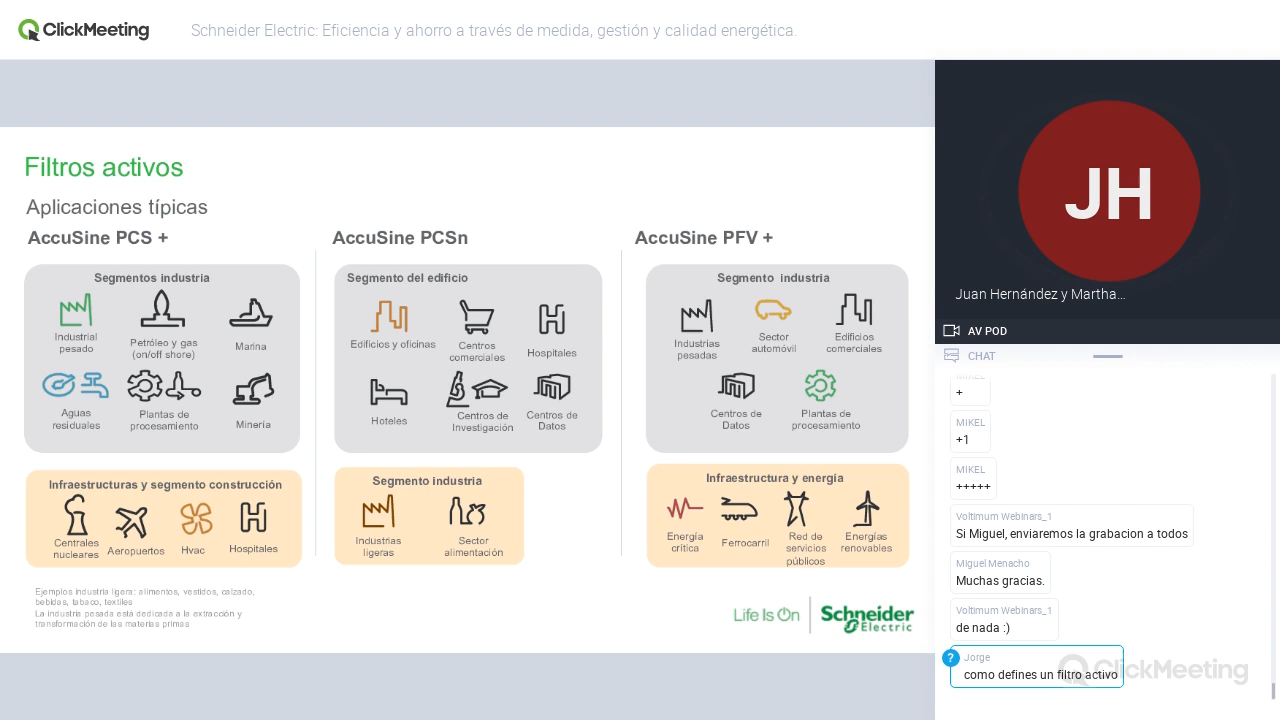 ClickMeeting
Schneider Electric: Eficiencia y ahorro a través de medida, gestión y calidad energética.
Filtros activos
Aplicaciones típicas
AccuSine PCS +
Segmentos industria
Industrial
pesado
Petróleo y gas
(on/off shore)
Marina
Aguas
residuales
Plantas de
procesamiento
Minería
Infraestructuras y segmento construcción
Centrales
nucleares
Aeropuertos
Hvac
Hospitales
AccuSine PCSn
Segmento del edificio
Edificios y oficinas
Centros
comerciales
Hospitales
Hoteles
Centros de
Investigación
Centros de
Datos
Segmento industria
Industrias
ligeras
Sector
alimentación
AccuSine PFV +
Segmento industria
Industrias
pesadas
Sector
automóvil
Edificios
comerciales
Centros de
Datos
Plantas de
procesamiento
Infraestructura y energía
Energía
crítica
Ferrocarril
Red de
servicios
públicos
Energías
renovables
Ejemplos industria ligera: alimentos, vestidos, calzado,
bebidas, tabaco, textiles
La industria pesada está dedicada a la extracción y
transformación de las materias primas
Life Is On
Schneider
Electric
JH
Juan Hernández y Martha...
AV POD
CHAT
MIKEL
+
MIKEL
+1
MIKEL
+++++
Voltimum Webinars_1
Si Miguel, enviaremos la grabacion a todos
Miguel Menacho
Muchas gracias.
Voltimum Webinars_1
de nada :)
?
Jorge
como defines un filtro activo
ClickMeeting